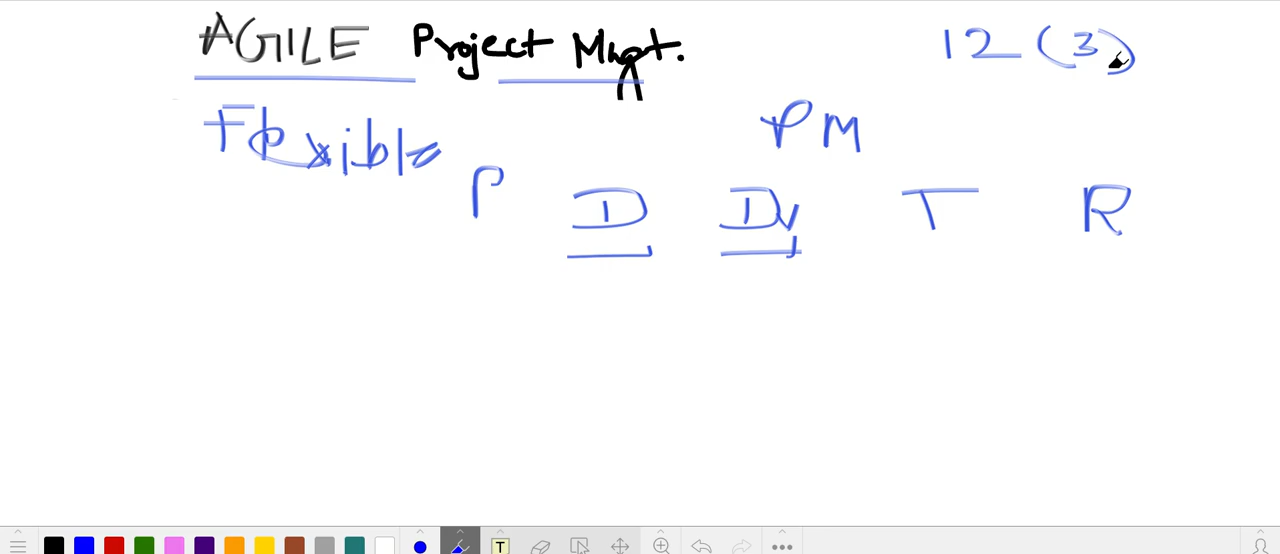 AGILE Project Mngt.
12 (3)
Flexible
PM
P D Dv T R
T